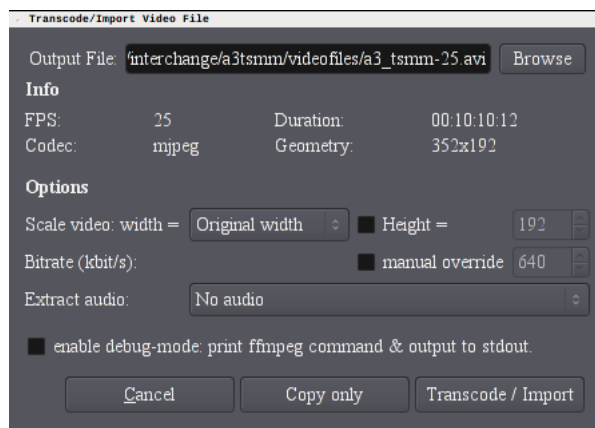 Transcode/Import Video File
Output File: /interchange/a3tsmm/videofiles/a3_tsmm-25.avi Browse
Info
FPS: 25 Duration: 00:10:10:12
Codec: mjpeg Geometry: 352x192
Options
Scale video: width = Original width Height = 192
Bitrate (kbit/s): manual override 640
Extract audio: No audio
enable debug-mode: print ffmpeg command & output to stdout.
Cancel Copy only Transcode / Import